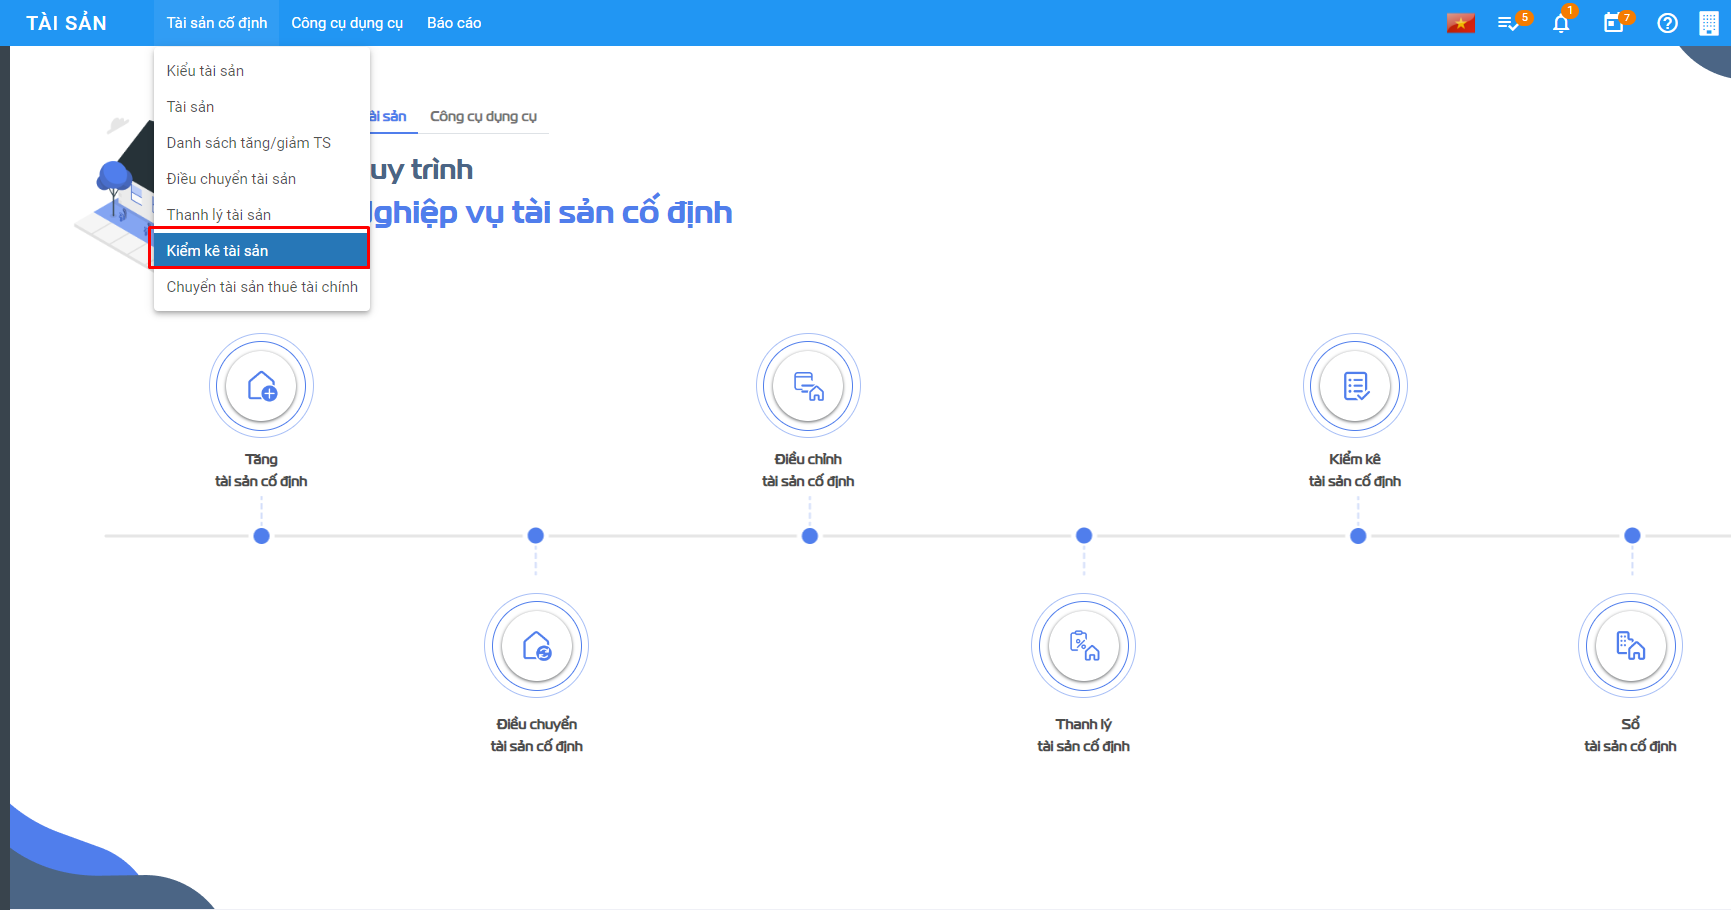 TÀI SẢN
Tài sản cố định
Công cụ dụng cụ
Báo cáo
5
1
7
Kiểu tài sản
Tài sản
Danh sách tăng/giảm TS
Điều chuyển tài sản
Thanh lý tài sản
Kiểm kê tài sản
Chuyển tài sản thuê tài chính
ài sản
Công cụ dụng cụ
uy trình
ghiệp vụ tài sản cố định
Tăng
tài sản cố định
Điều chỉnh
tài sản cố định
Kiểm kê
tài sản cố định
Điều chuyển
tài sản cố định
Thanh lý
tài sản cố định
Sổ
tài sản cố định